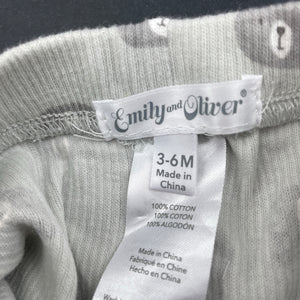 Emily and Oliver®
3-6M
Made in
China
100% COTTON
100% COTON
100% ALGODÓN
Made in China
Fabriqué en Chine
Hecho en China